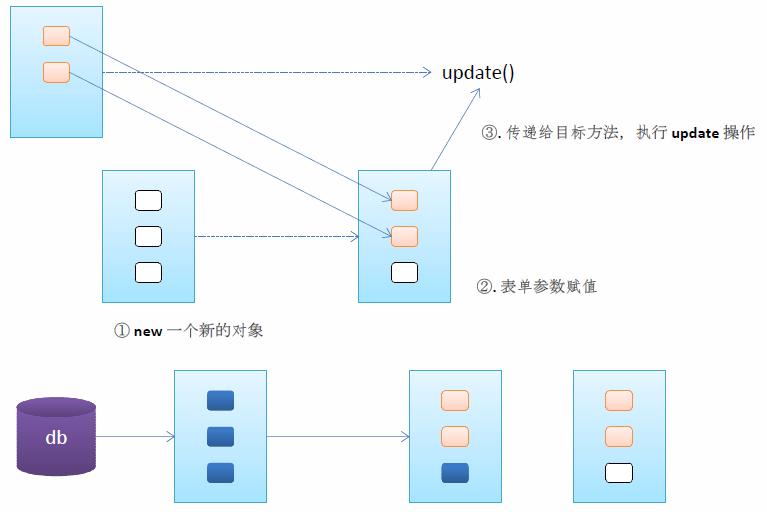 update()
③. 传递给目标方法，执行 update 操作
②. 表单参数赋值
① new 一个新的对象
db